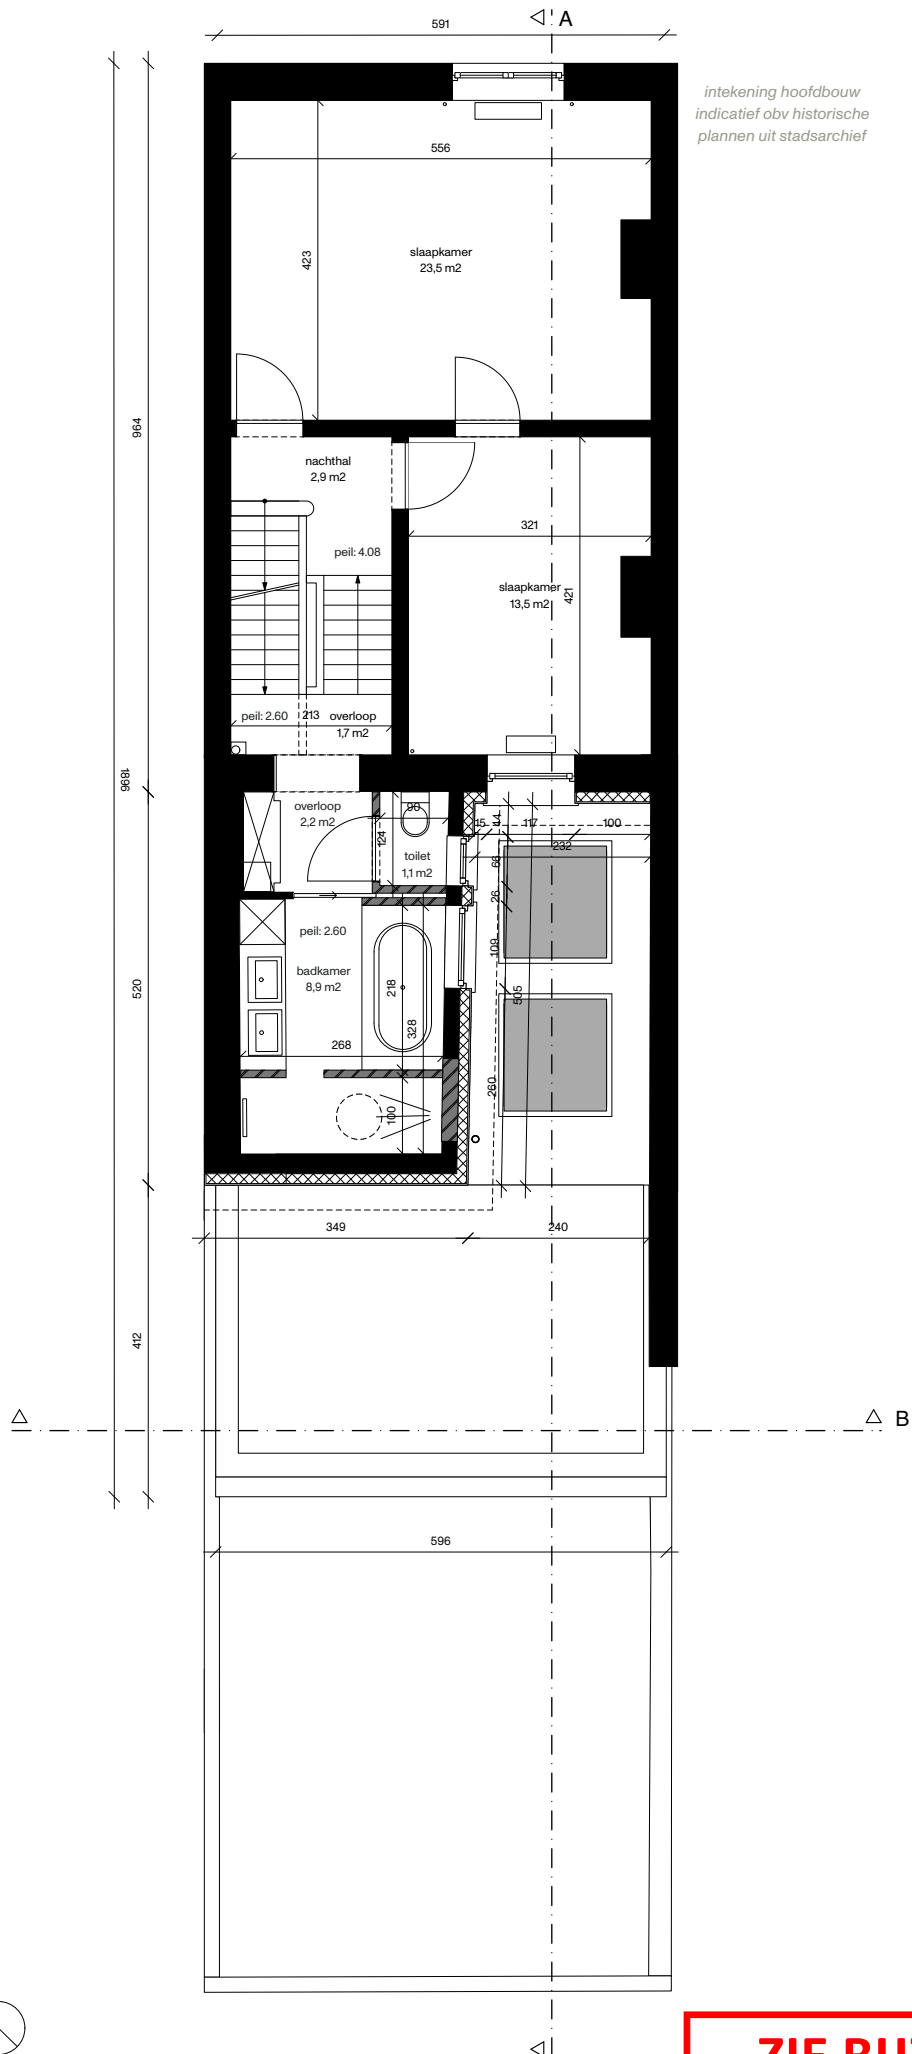 591
A
intekening hoofdbouw
indicatief obv historische
plannen uit stadsarchief
556
423
slaapkamer
23,5 m2
964
nachthal
2,9 m2
peil: 4.08
321
slaapkamer
13,5 m2
421
peil: 2.60
213
overloop
1,7 m2
1896
overloop
2,2 m2
90
124
toilet
1,1 m2
15
44
117
100
232
66
26
peil: 2.60
badkamer
8,9 m2
109
218
505
520
328
268
260
100
349
240
412
B
596